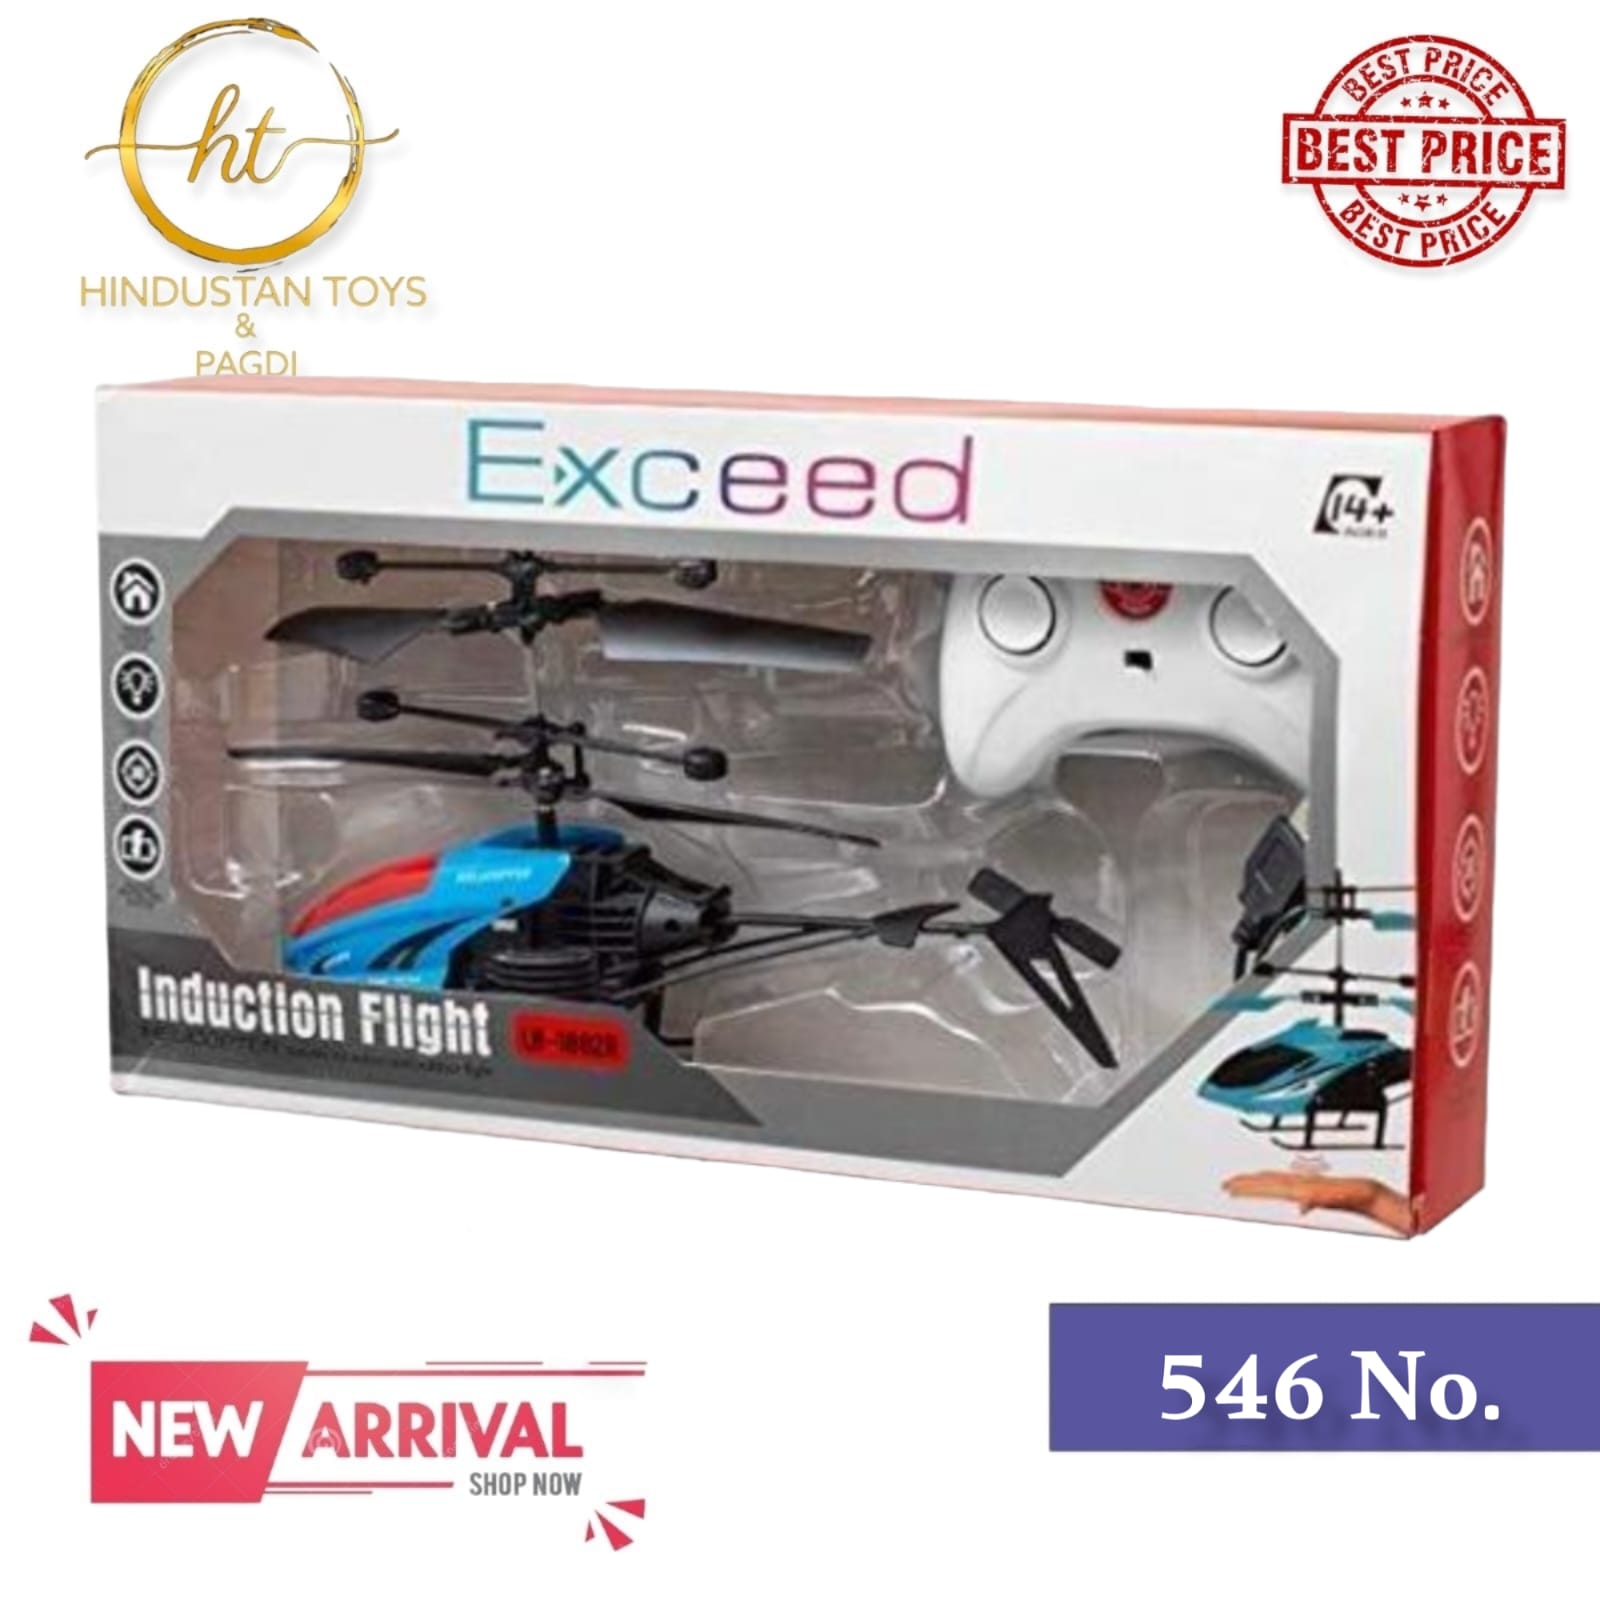 ht
HINDUSTAN TOYS
&
PAGDI
BEST PRICE
BEST PRICE
BEST PRICE
Exceed
14+
Induction Flight
NEW ARRIVAL
SHOP NOW
546 No.